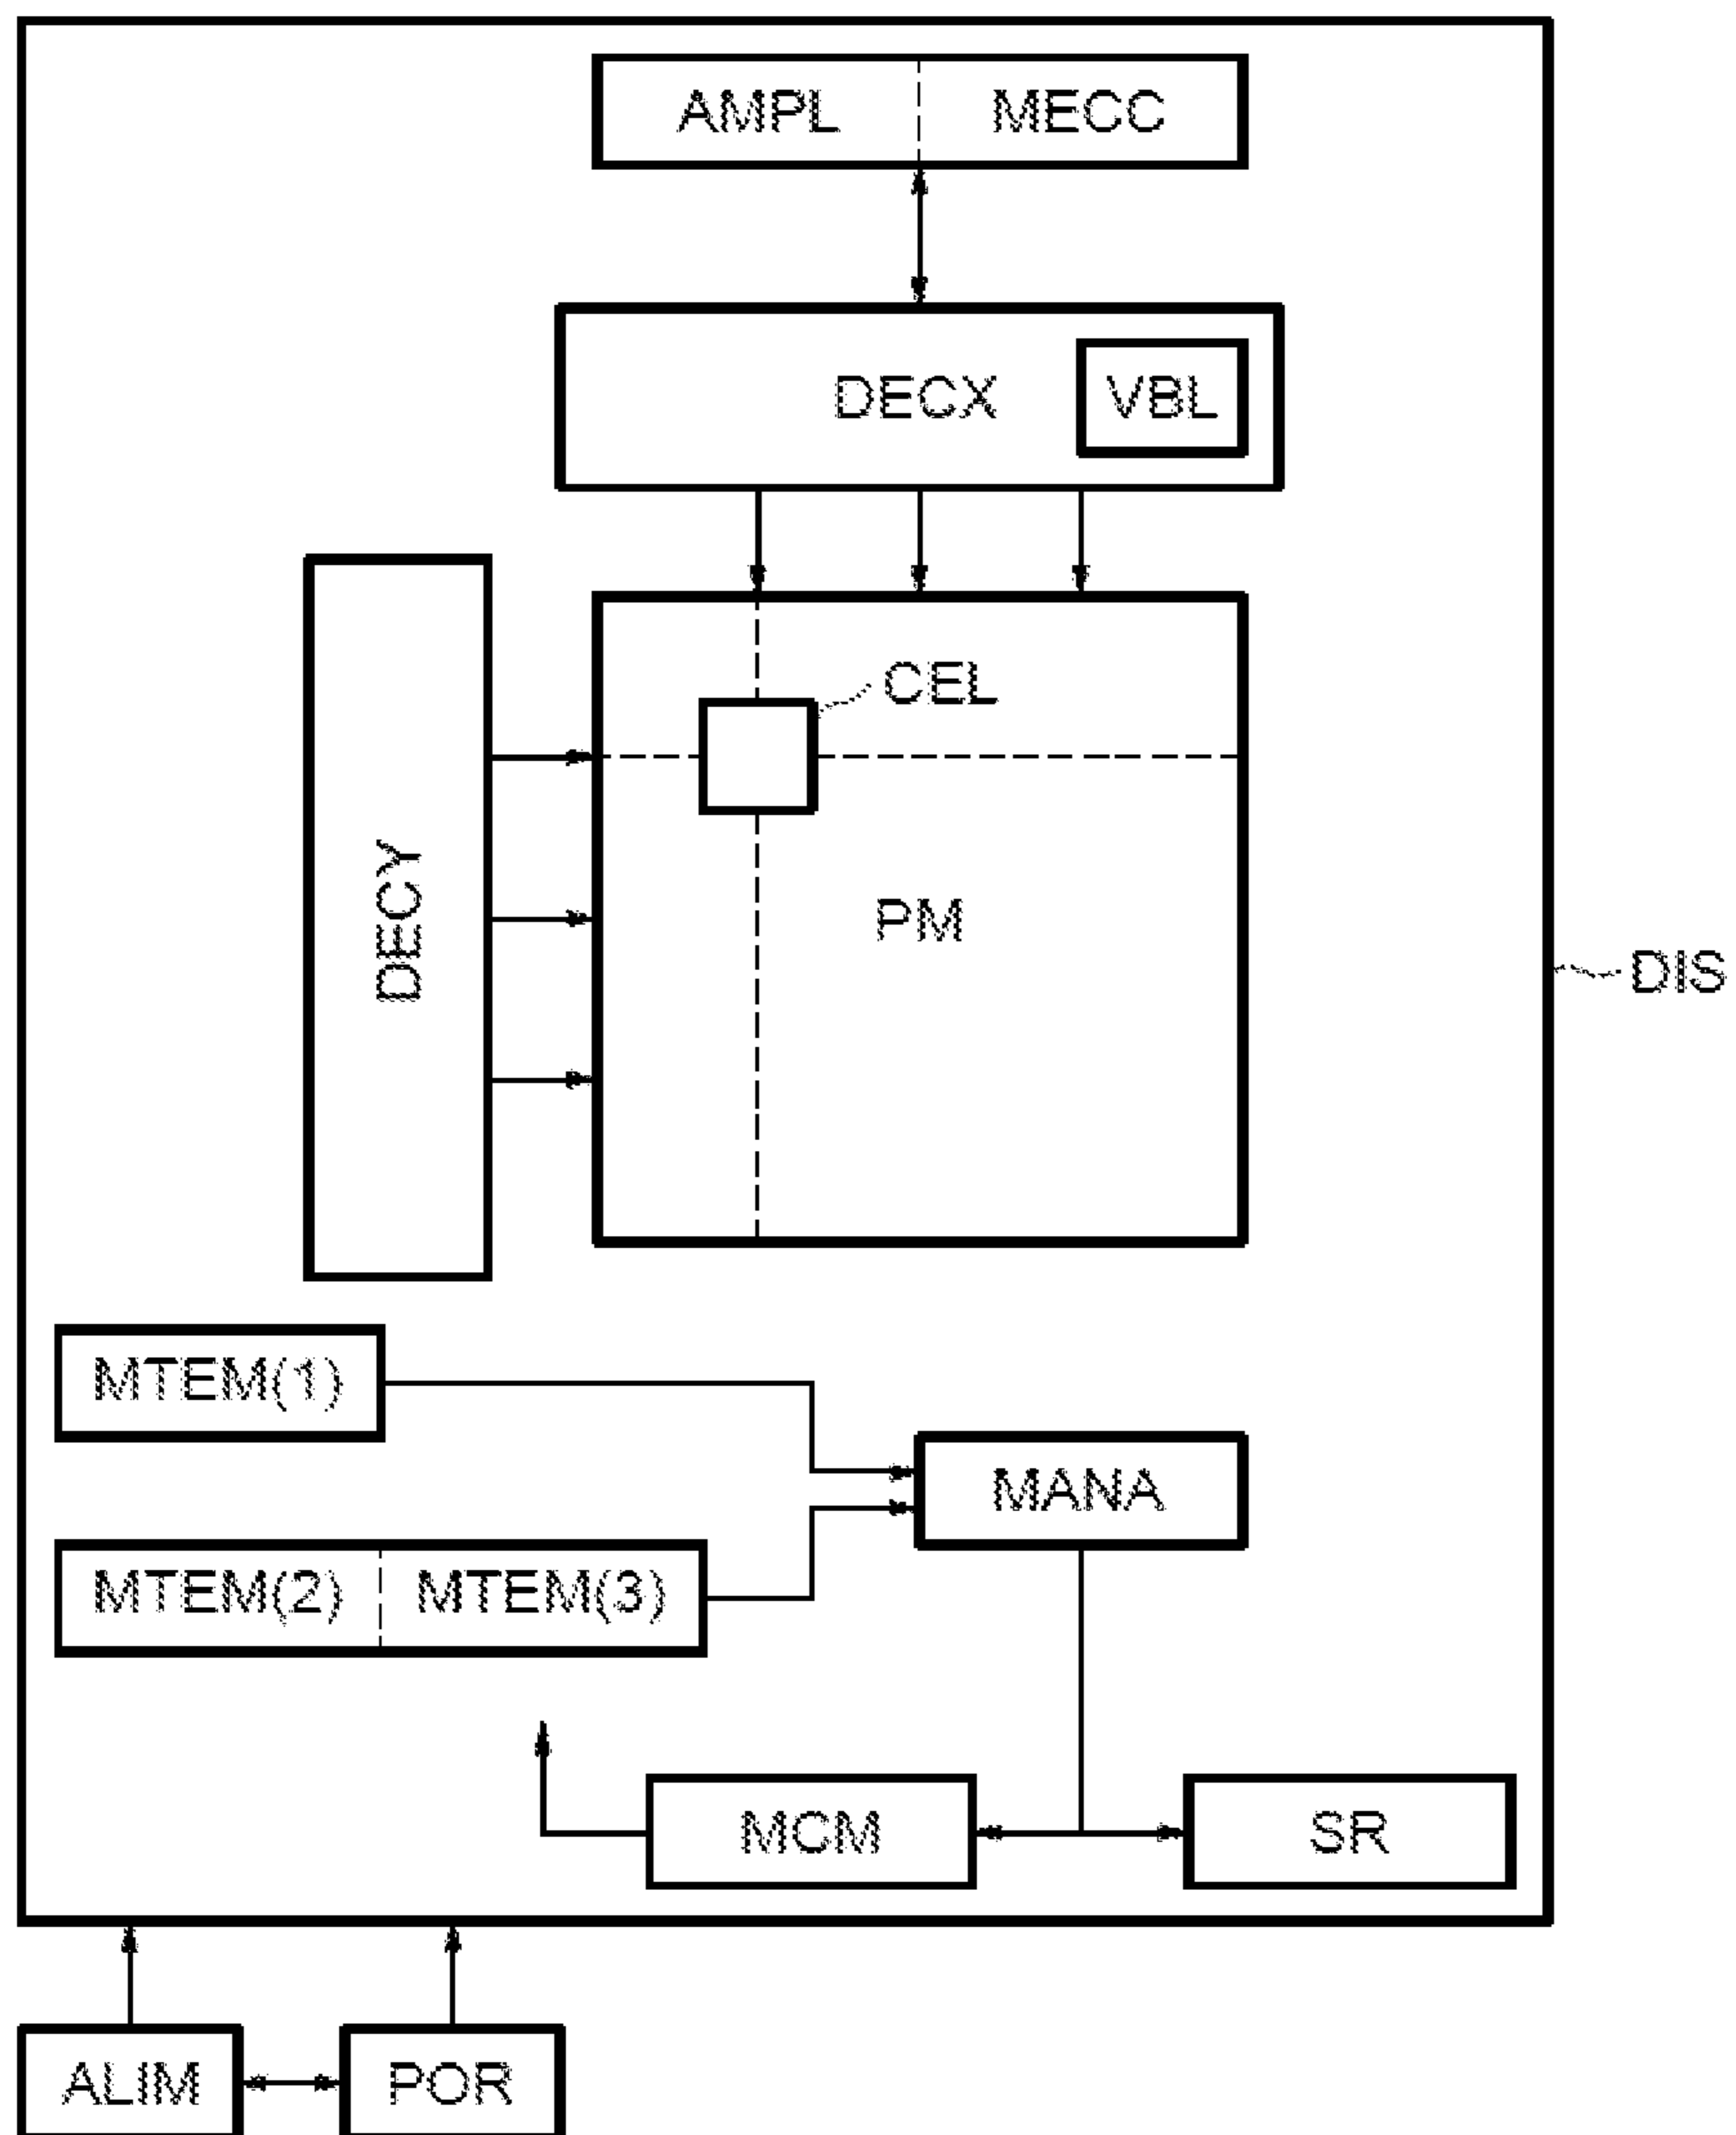 AMPL MECC
DECX VBL
CEL
DECY
PM
DIS
MTEM(1)
MANA
MTEM(2) MTEM(3)
MCM SR
ALIM POR